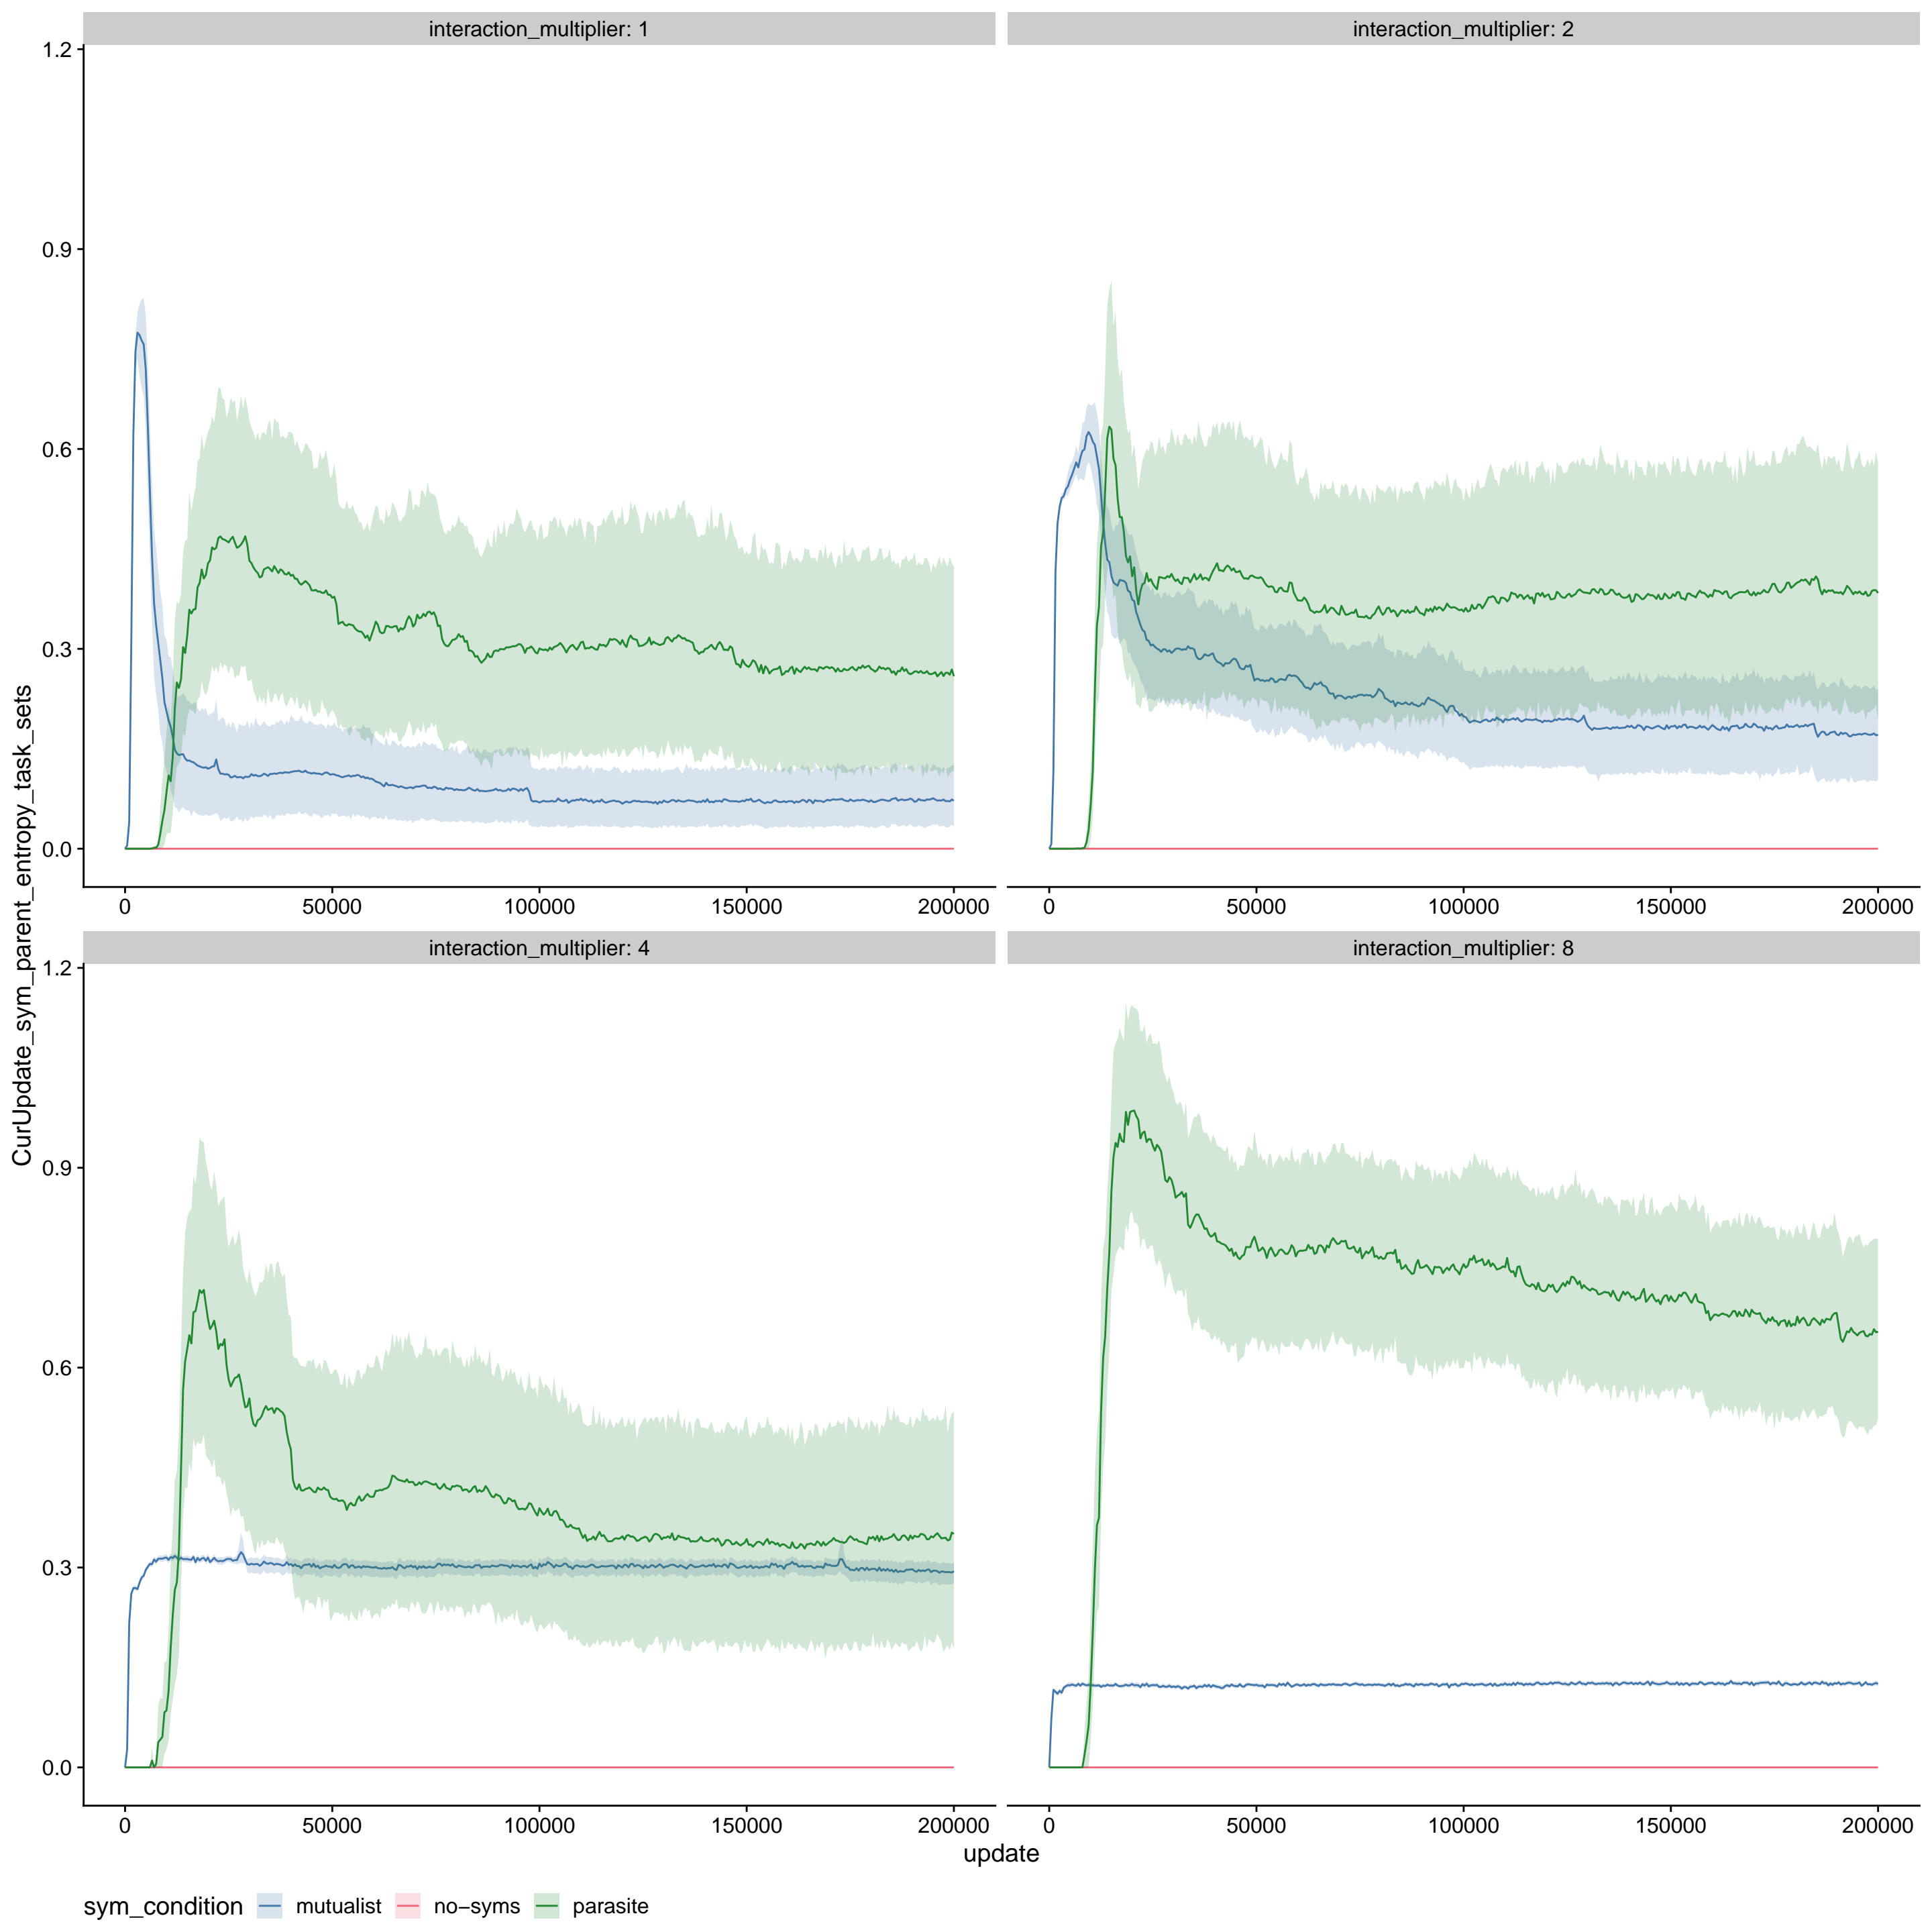 interaction_multiplier: 1
interaction_multiplier: 2
1.2
0.9
0.6
0.3
0.0
0 50000 100000 150000 200000
0 50000 100000 150000 200000
interaction_multiplier: 4
interaction_multiplier: 8
CurUpdate_sym_parent_entropy_task_sets
1.2
0.9
0.6
0.3
0.0
0 50000 100000 150000 200000
0 50000 100000 150000 200000
update
sym_condition mutualist no−syms parasite